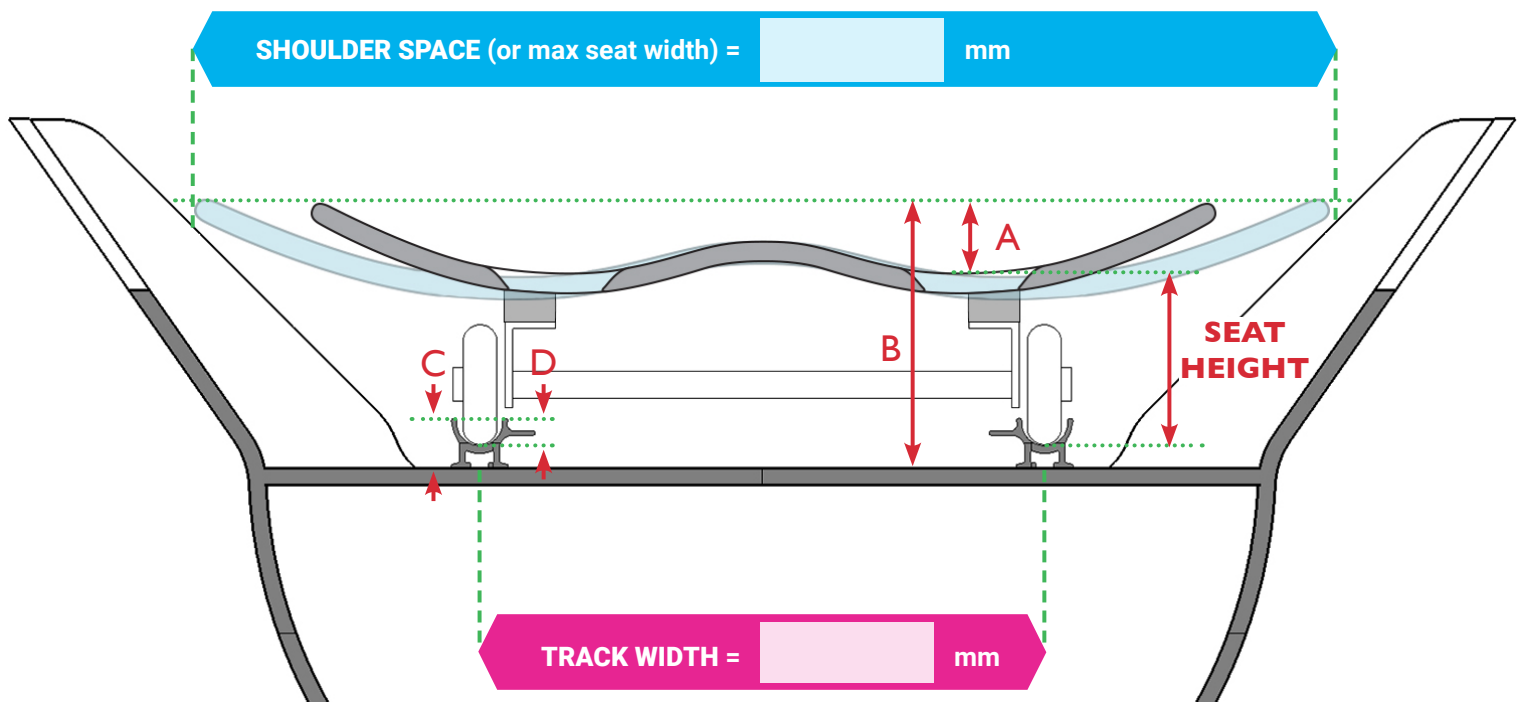 SHOULDER SPACE (or max seat width) = mm
A
B
SEAT
HEIGHT
C
D
TRACK WIDTH = mm